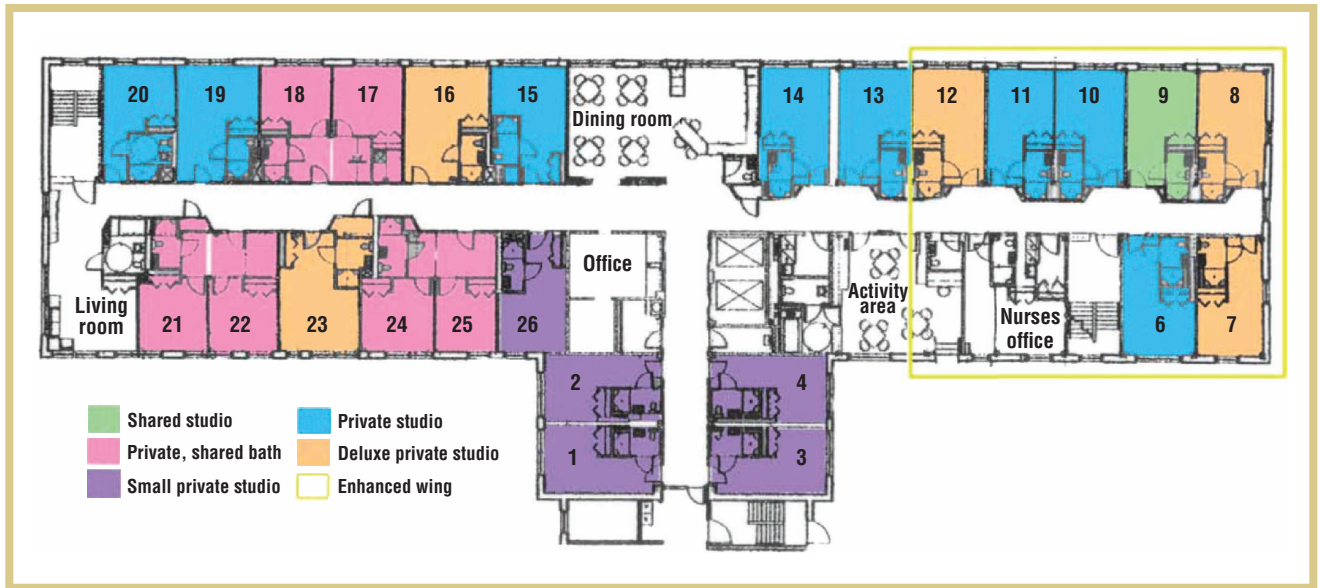 20
19
18
17
16
15
Dining room
14
13
12
11
10
9
8
Living
room
21
22
23
24
25
26
Office
Activity
area
Nurses
office
6
7
2
4
1
3
Shared studio
Private, shared bath
Small private studio
Private studio
Deluxe private studio
Enhanced wing